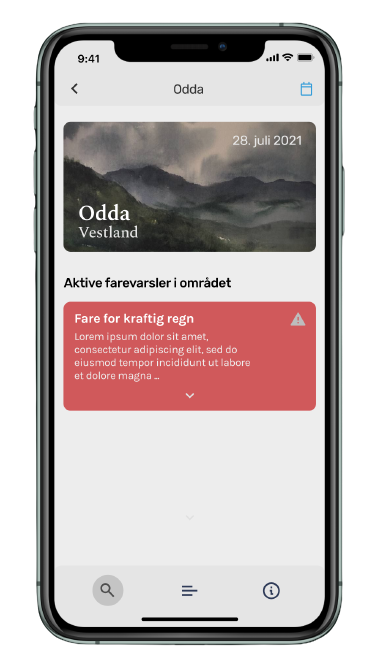 9:41
Odda
28. juli 2021
Odda
Vestland
Aktive farevarsler i området
Fare for kraftig regn
Lorem ipsum dolor sit amet,
consectetur adipiscing elit, sed do
eiusmod tempor incididunt ut labore
et dolore magna ...